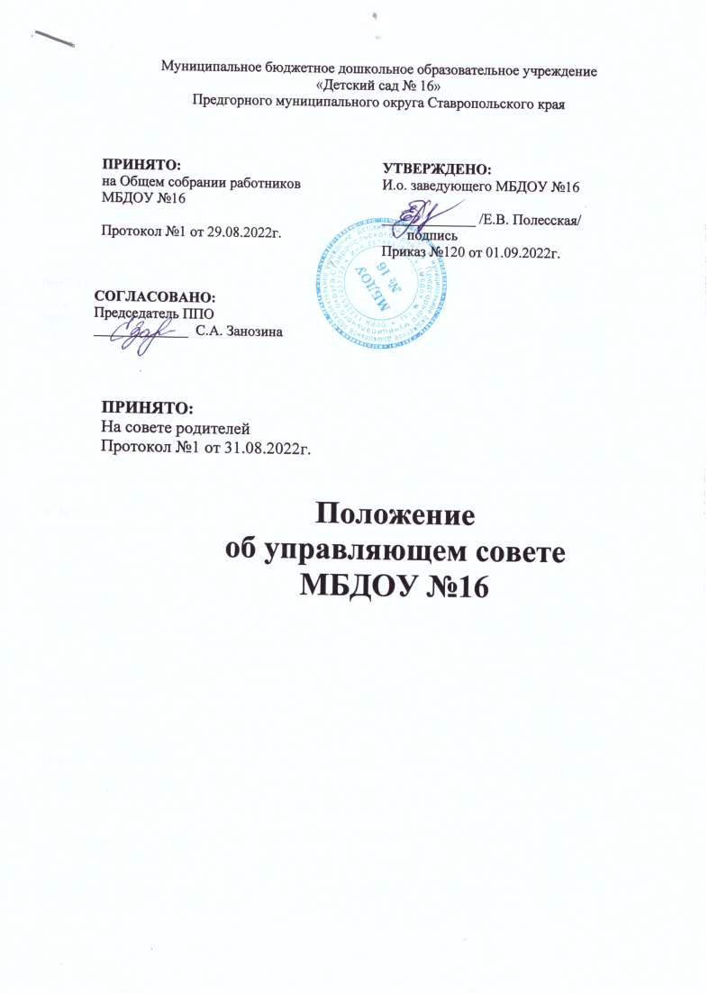 Муниципальное бюджетное дошкольное образовательное учреждение
«Детский сад № 16»
Предгорного муниципального округа Ставропольского края
ПРИНЯТО:
на Общем собрании работников
МБДОУ №16
Протокол №1 от 29.08.2022г.
УТВЕРЖДЕНО:
И.о. заведующего МБДОУ №16
/Е.В. Полесская/
подпись
Приказ №120 от 01.09.2022г.
МБДОУ
№ 16
СОГЛАСОВАНО:
Председатель ППО
С.А. Занозина
ПРИНЯТО:
На совете родителей
Протокол №1 от 31.08.2022г.
Положение
об управляющем совете
МБДОУ №16